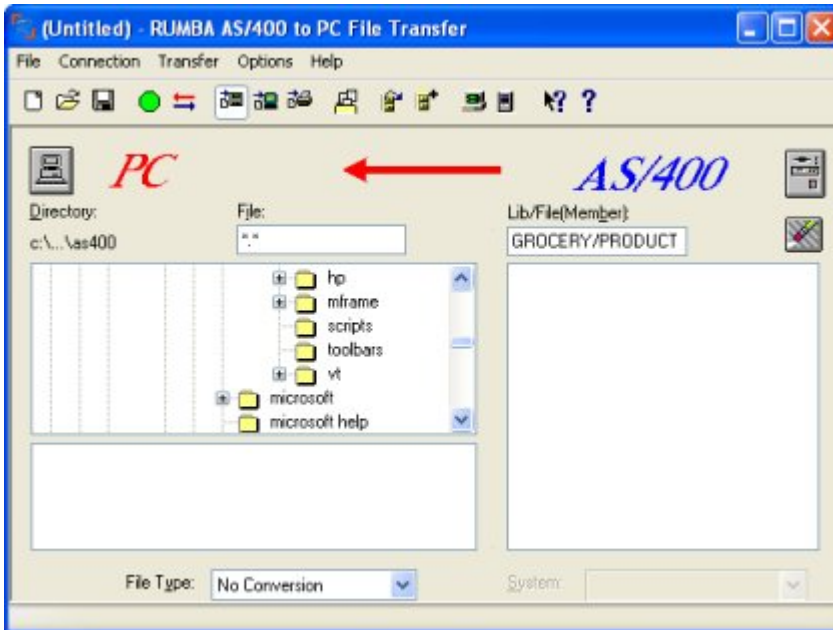 (Untitled) - RUMBA AS/400 to PC File Transfer
File Connection Transfer Options Help
PC AS/400
Directory: File: Lib/File(Member):
c:\...\as400 *.* GROCERY/PRODUCT
hp
mframe
scripts
toolbars
vt
microsoft
microsoft help
File Type: No Conversion System: